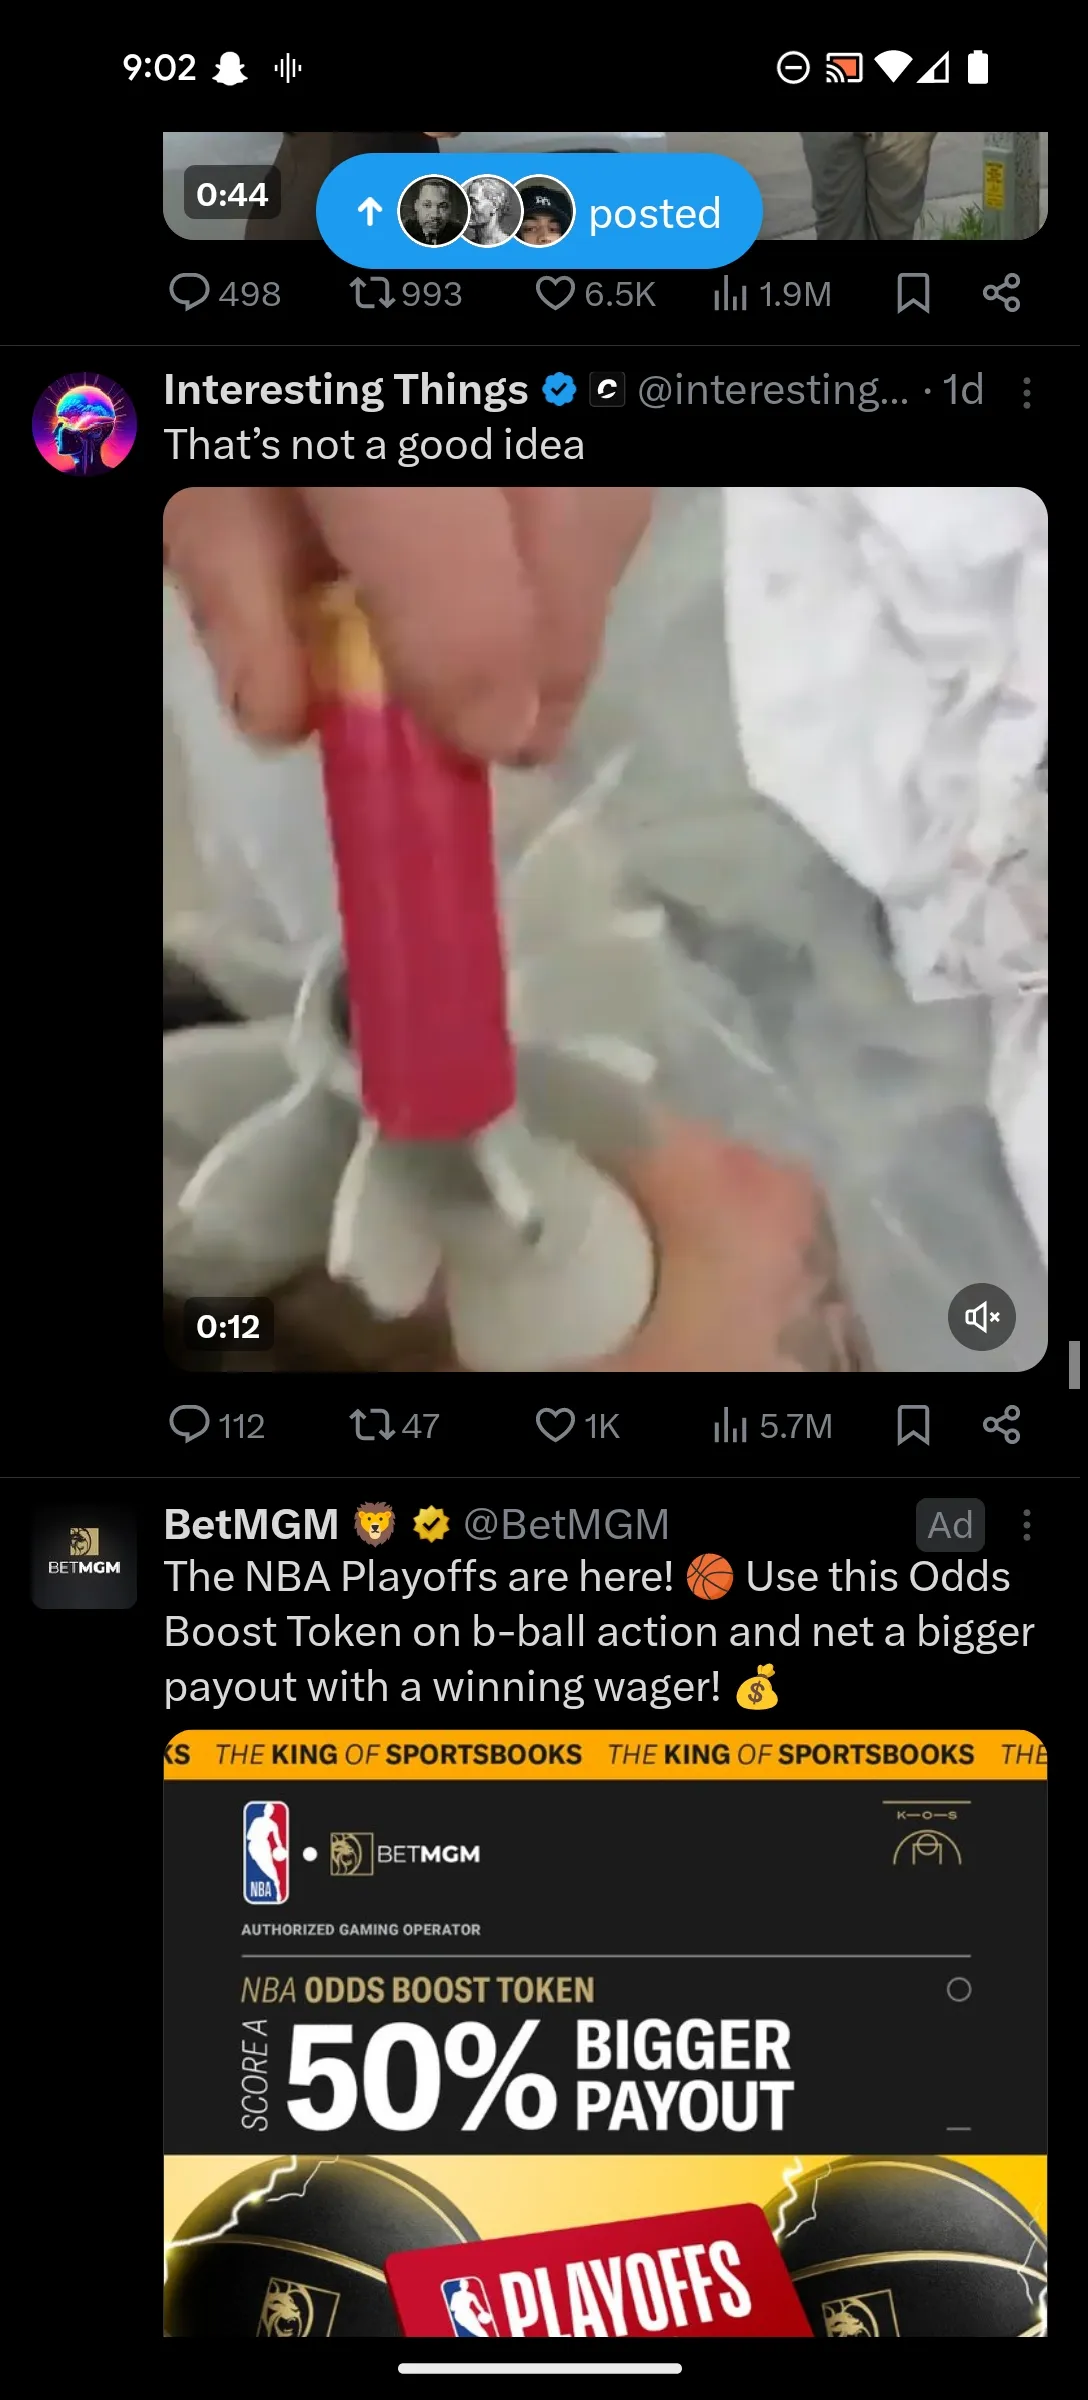 9:02
0:44
posted
498 993 6.5K 1.9M
Interesting Things @interesting... · 1d
That's not a good idea
0:12
112 47 1K 5.7M
BetMGM @BetMGM Ad
BETMGM
The NBA Playoffs are here! 🏀 Use this Odds
Boost Token on b-ball action and net a bigger
payout with a winning wager! 💰
KS THE KING OF SPORTSBOOKS THE KING OF SPORTSBOOKS THE
K—O—S
NBA
BETMGM
AUTHORIZED GAMING OPERATOR
NBA ODDS BOOST TOKEN
SCORE A
50% BIGGER
PAYOUT
PLAYOFFS